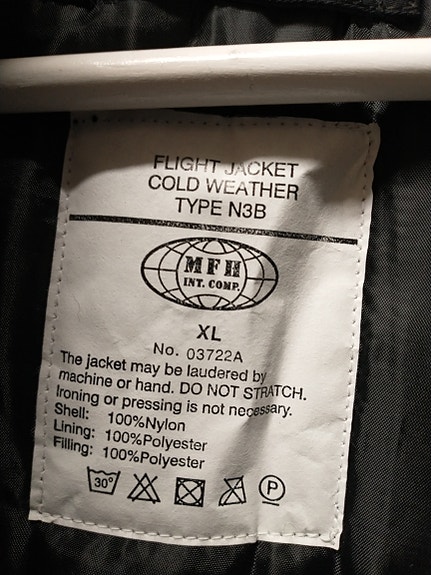 FLIGHT JACKET
COLD WEATHER
TYPE N3B
MFH
INT. COMP.
XL
No. 03722A
The jacket may be laudered by
machine or hand. DO NOT STRATCH.
Ironing or pressing is not necessary.
Shell: 100%Nylon
Lining: 100%Polyester
Filling: 100%Polyester
30° P